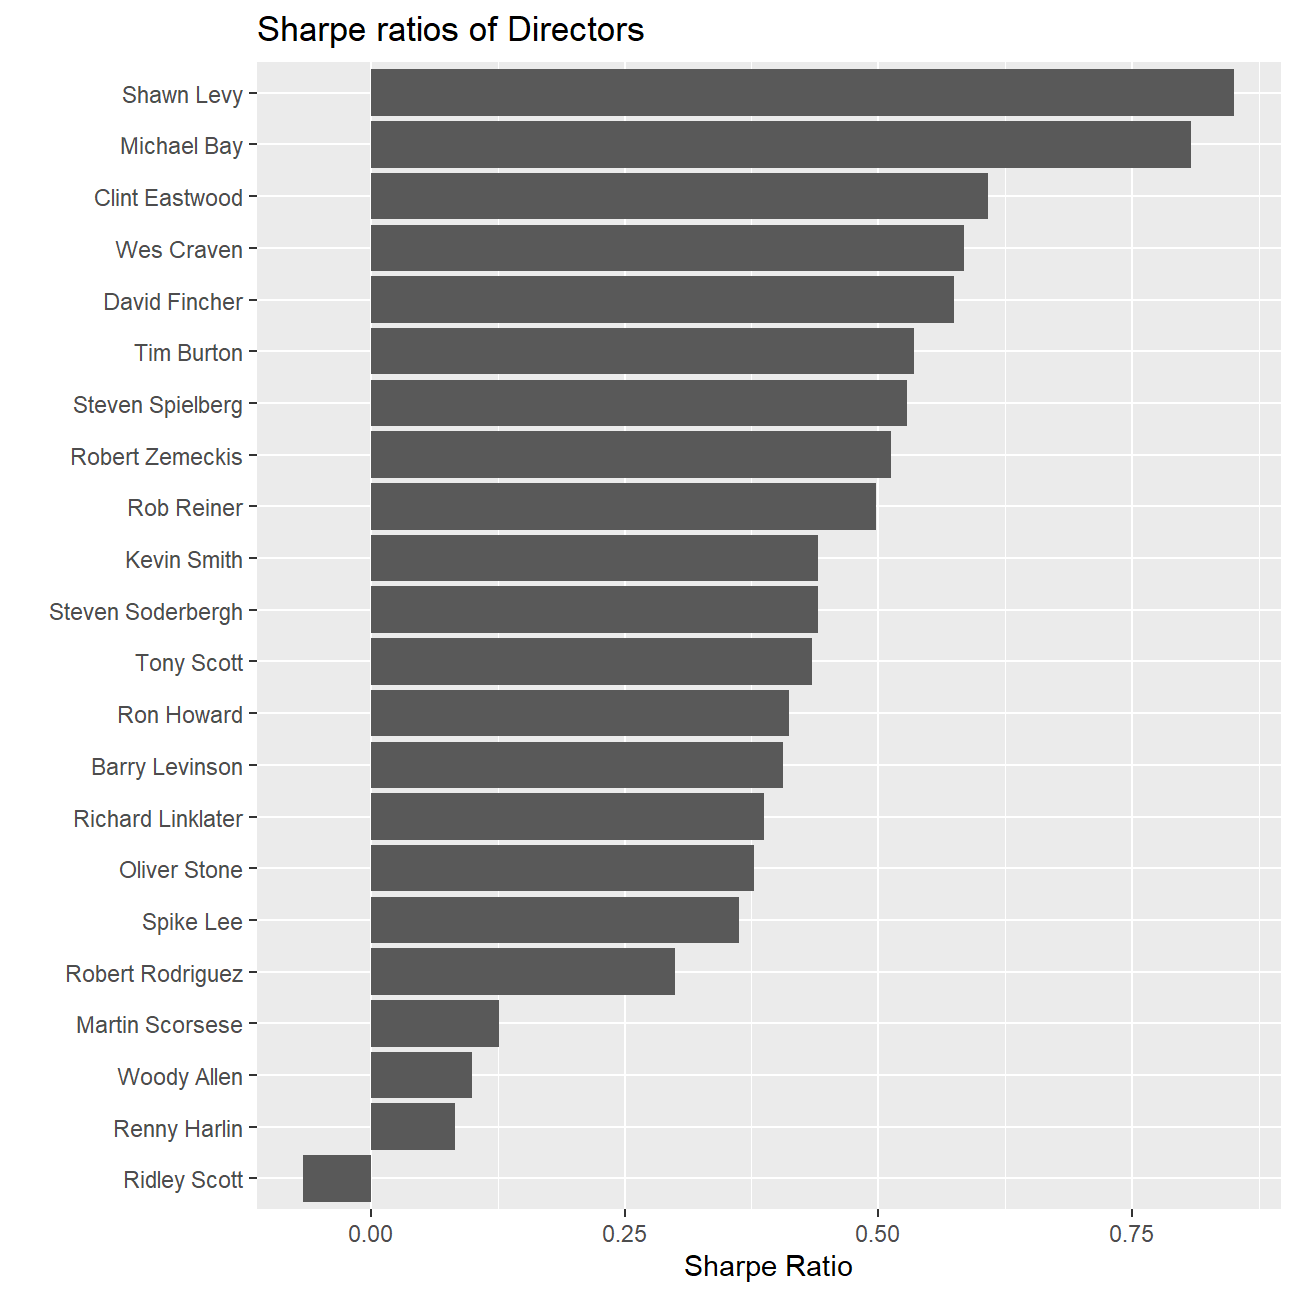 Sharpe ratios of Directors
Shawn Levy
Michael Bay
Clint Eastwood
Wes Craven
David Fincher
Tim Burton
Steven Spielberg
Robert Zemeckis
Rob Reiner
Kevin Smith
Steven Soderbergh
Tony Scott
Ron Howard
Barry Levinson
Richard Linklater
Oliver Stone
Spike Lee
Robert Rodriguez
Martin Scorsese
Woody Allen
Renny Harlin
Ridley Scott
0.00 0.25 0.50 0.75
Sharpe Ratio